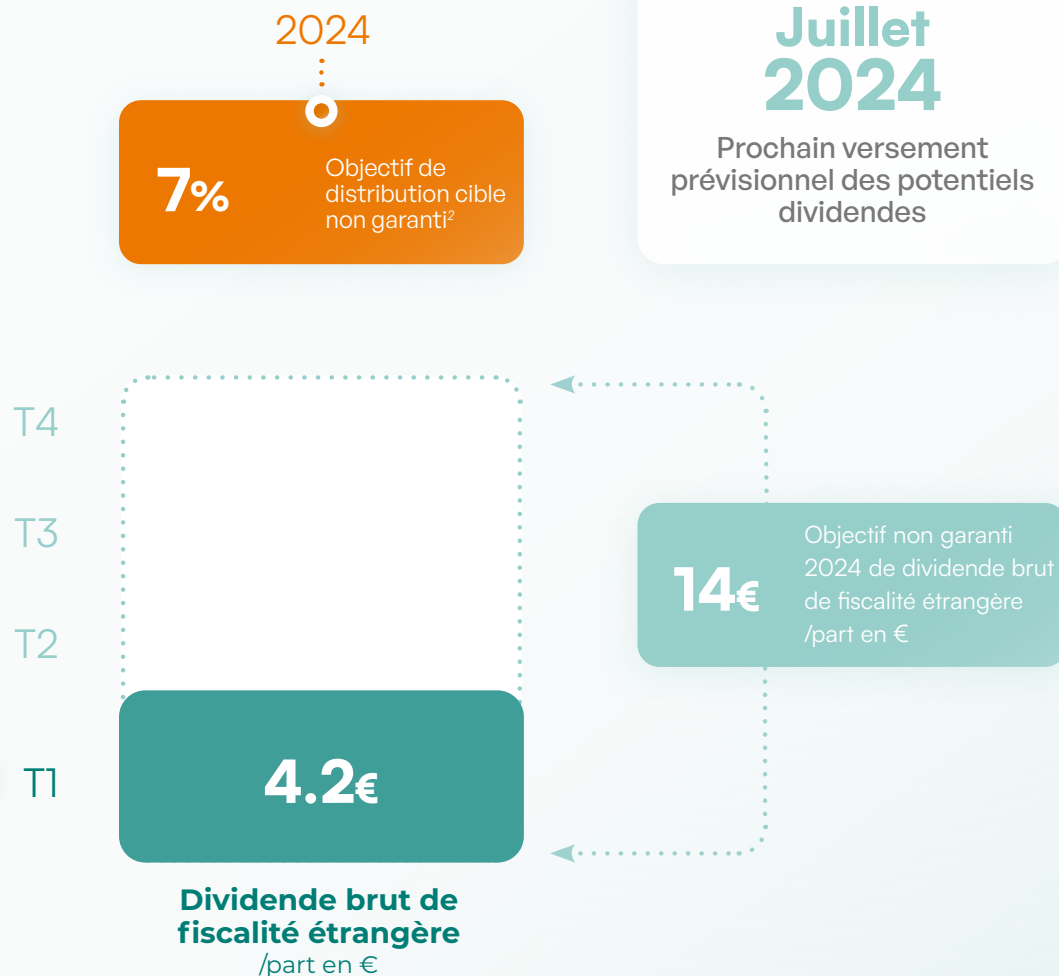 2024
7%
Objectif de
distribution cible
non garanti²
Juillet
2024
Prochain versement
prévisionnel des potentiels
dividendes
T4
T3
T2
T1
4.2€
Dividende brut de
fiscalité étrangère
/part en €
14€
Objectif non garanti
2024 de dividende brut
de fiscalité étrangère
/part en €